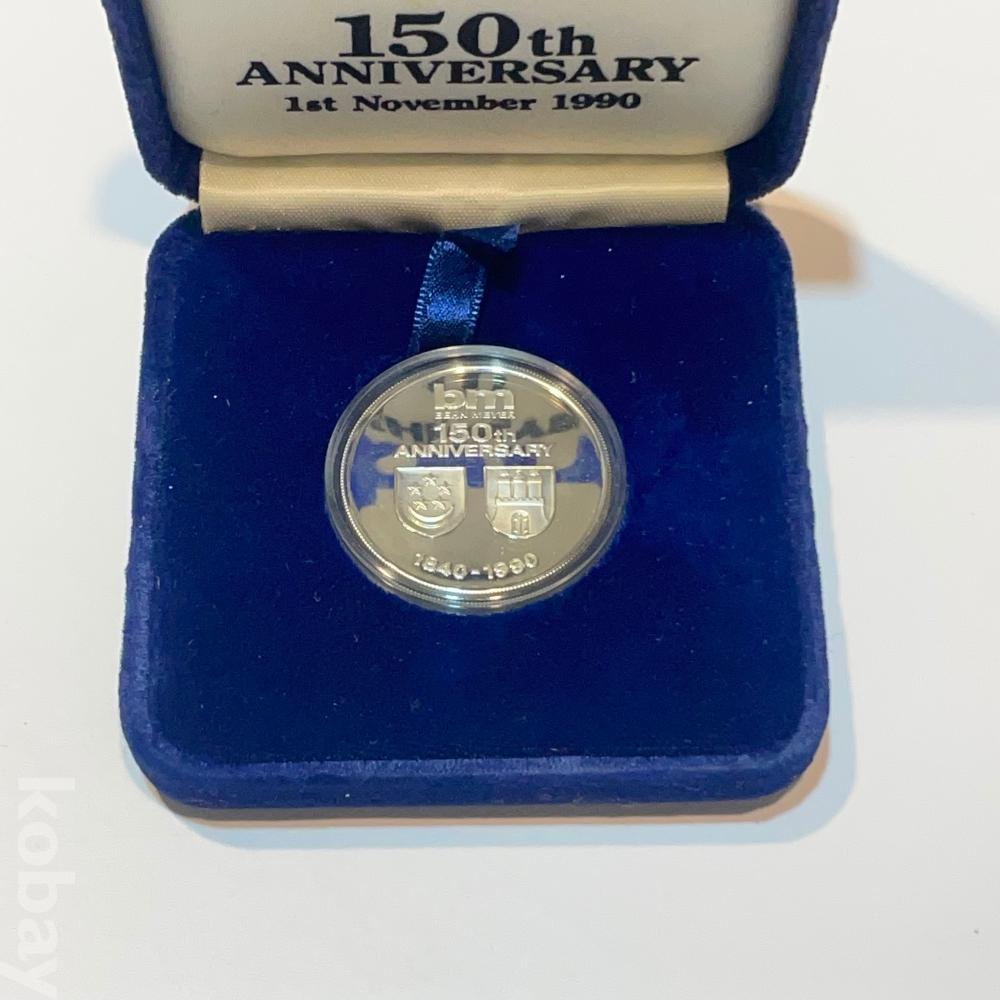 150th
ANNIVERSARY
1st November 1990
bm
BEHN MEYER
150th
ANNIVERSARY
1840-1990
kobay